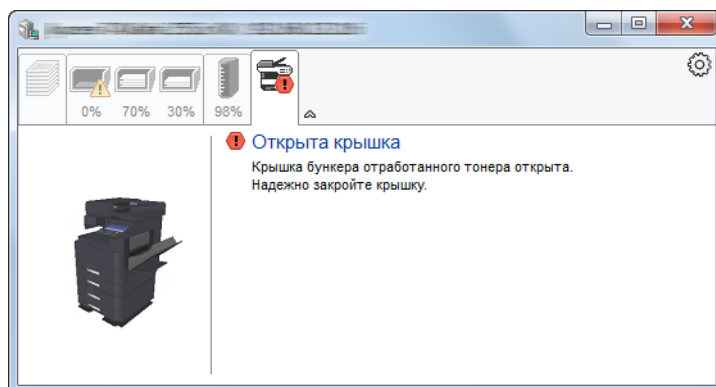 0% 70% 30% 98%
Открыта крышка
Крышка бункера отработанного тонера открыта.
Надежно закройте крышку.